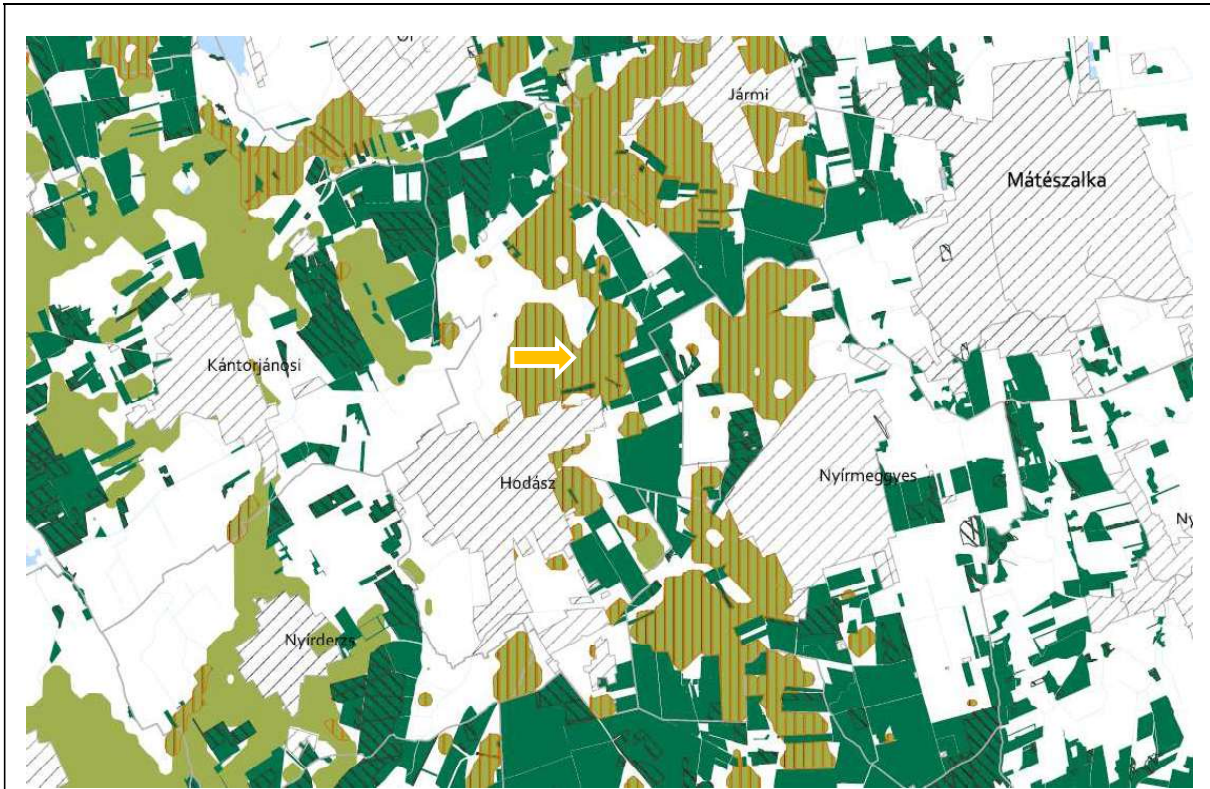 Jármi
Mátészalka
Kántorjánosi
Hodász
Nyírmeggyes
Nyírderzs